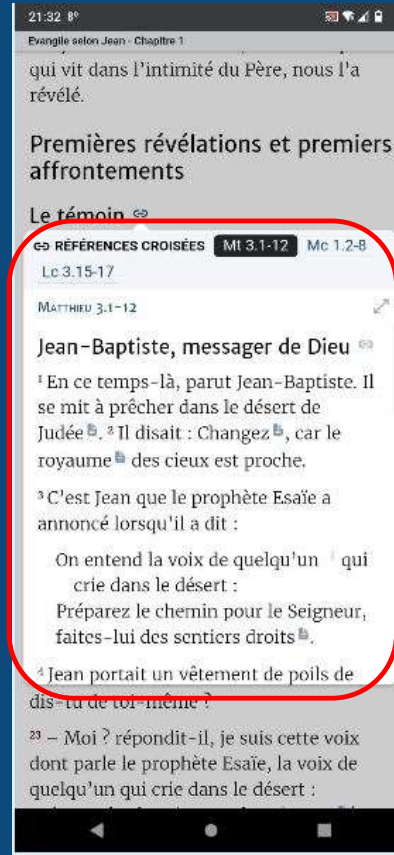 21:32 8°
Evangile selon Jean - Chapitre 1
qui vit dans l'intimité du Père, nous l'a
révélé.
Premières révélations et premiers
affrontements
Le témoin
RÉFÉRENCES CROISÉES Mt 3.1-12 Mc 1.2-8
Lc 3.15-17
MATTHIEU 3.1-12
Jean-Baptiste, messager de Dieu
1 En ce temps-là, parut Jean-Baptiste. Il
se mit à prêcher dans le désert de
Judée. 2 Il disait : Changez, car le
royaume des cieux est proche.
3 C'est Jean que le prophète Esaïe a
annoncé lorsqu'il a dit :
On entend la voix de quelqu'un qui
crie dans le désert :
Préparez le chemin pour le Seigneur,
faites-lui des sentiers droits.
4 Jean portait un vêtement de poils de
dis-tu de toi-même ?
23 – Moi ? répondit-il, je suis cette voix
dont parle le prophète Esaïe, la voix de
quelqu'un qui crie dans le désert :